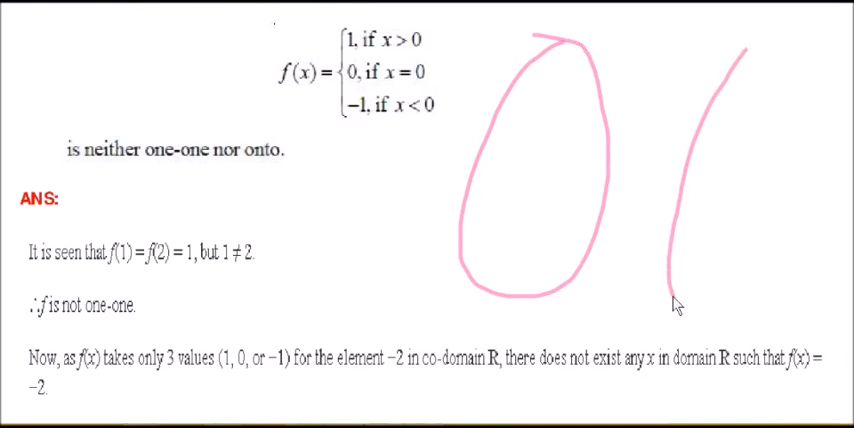 f(x) = {1, if x > 0
0, if x = 0
−1, if x < 0
is neither one-one nor onto.
ANS:
It is seen that f(1) = f(2) = 1, but 1 ≠ 2.
∴ f is not one-one.
Now, as f(x) takes only 3 values (1, 0, or −1) for the element −2 in co-domain R, there does not exist any x in domain R such that f(x) =
−2.